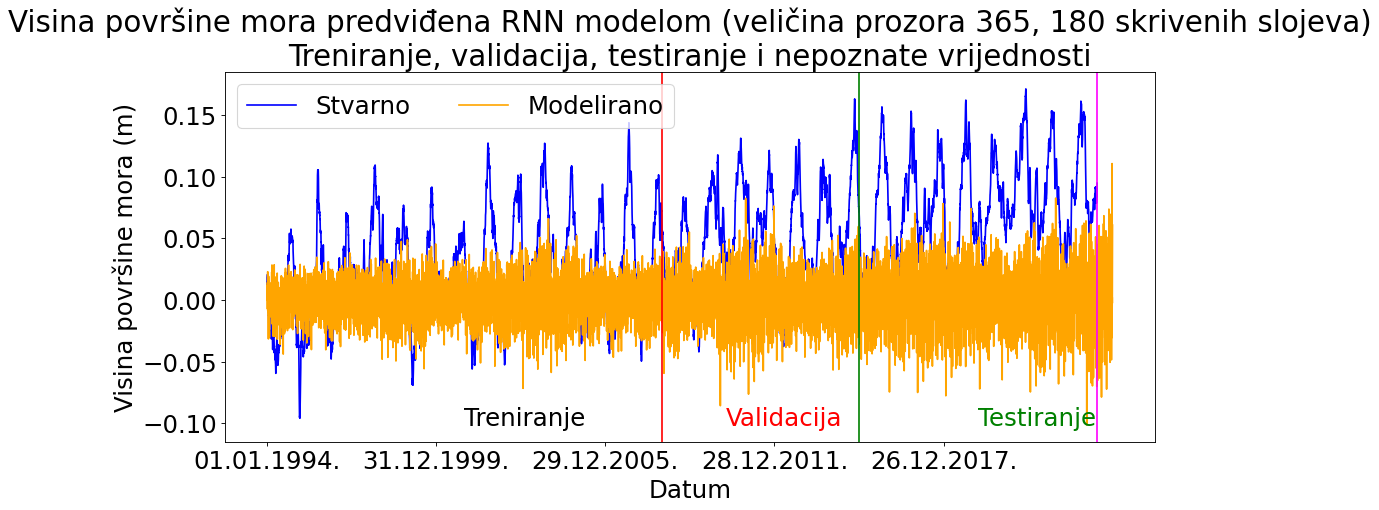 Visina površine mora predviđena RNN modelom (veličina prozora 365, 180 skrivenih slojeva)
Treniranje, validacija, testiranje i nepoznate vrijednosti
Stvarno Modelirano
Visina površine mora (m)
0.15
0.10
0.05
0.00
−0.05
−0.10
Treniranje Validacija Testiranje
01.01.1994. 31.12.1999. 29.12.2005. 28.12.2011. 26.12.2017.
Datum